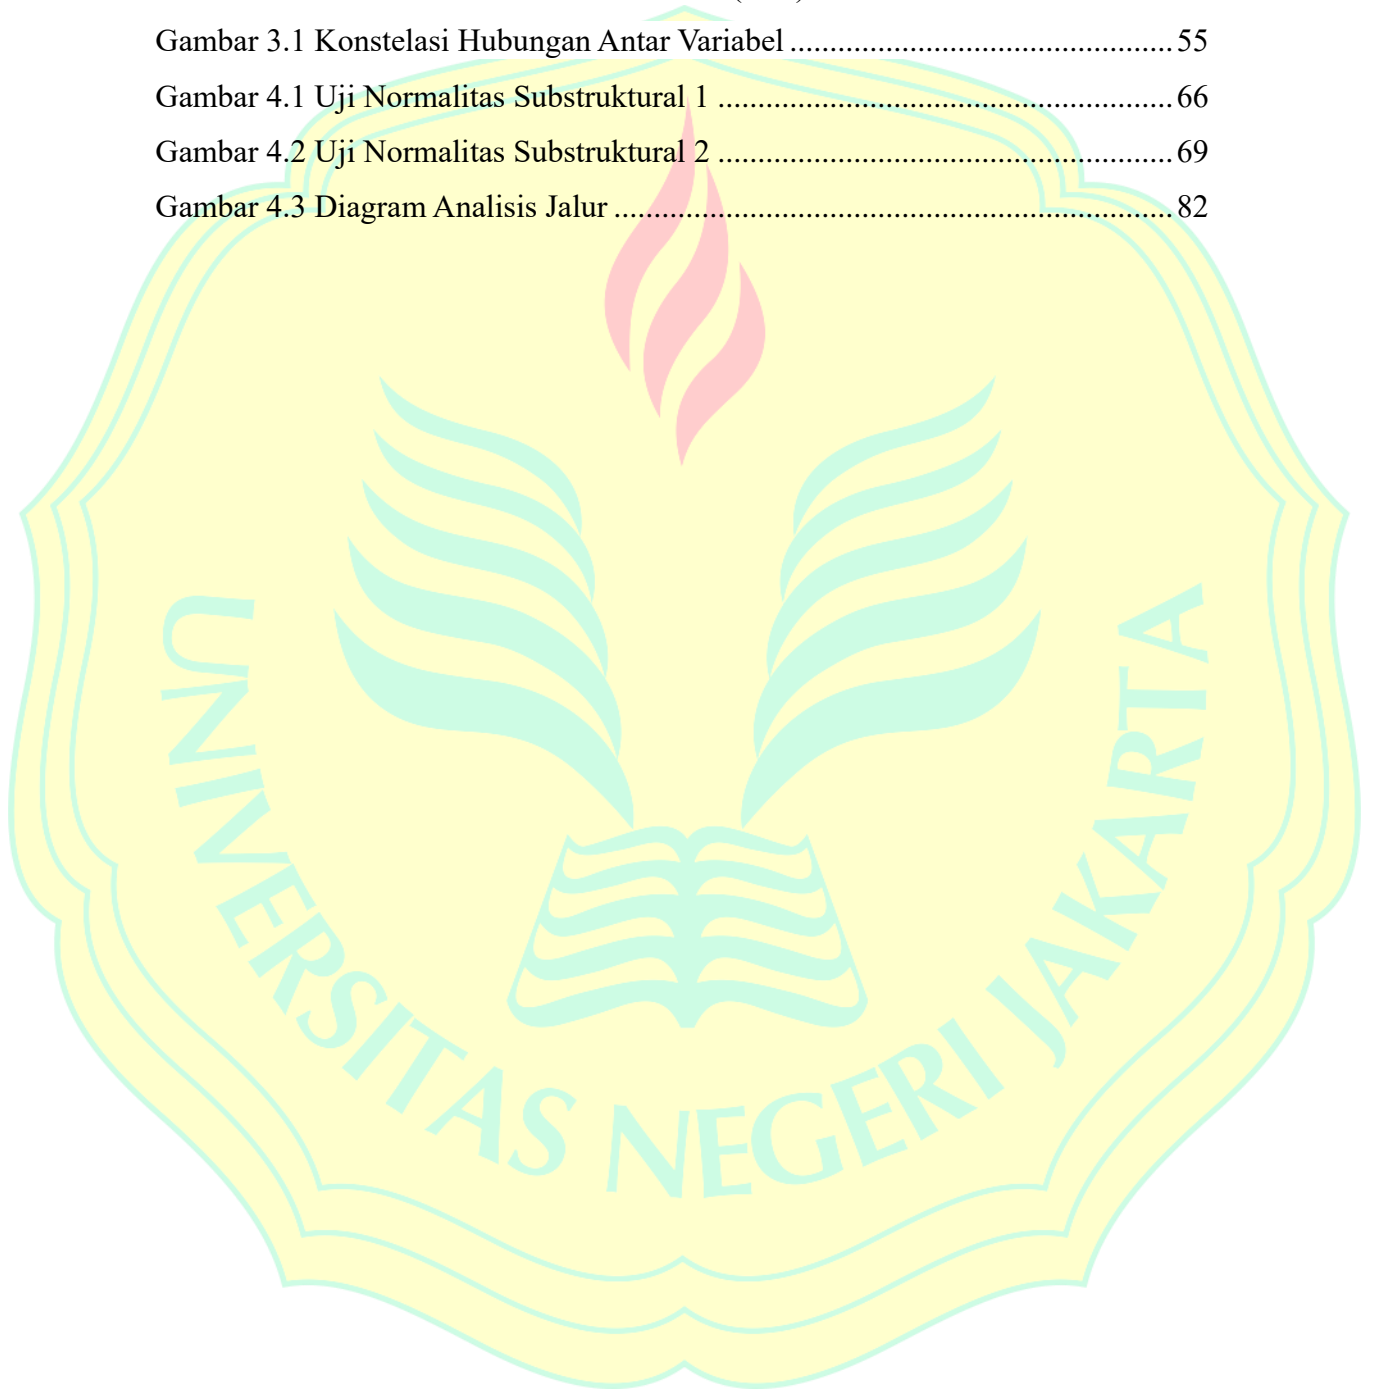 Gambar 3.1 Konstelasi Hubungan Antar Variabel ................................................ 55
Gambar 4.1 Uji Normalitas Substruktural 1 ......................................................... 66
Gambar 4.2 Uji Normalitas Substruktural 2 ......................................................... 69
Gambar 4.3 Diagram Analisis Jalur ...................................................................... 82
UNIVERSITAS NEGERI JAKARTA